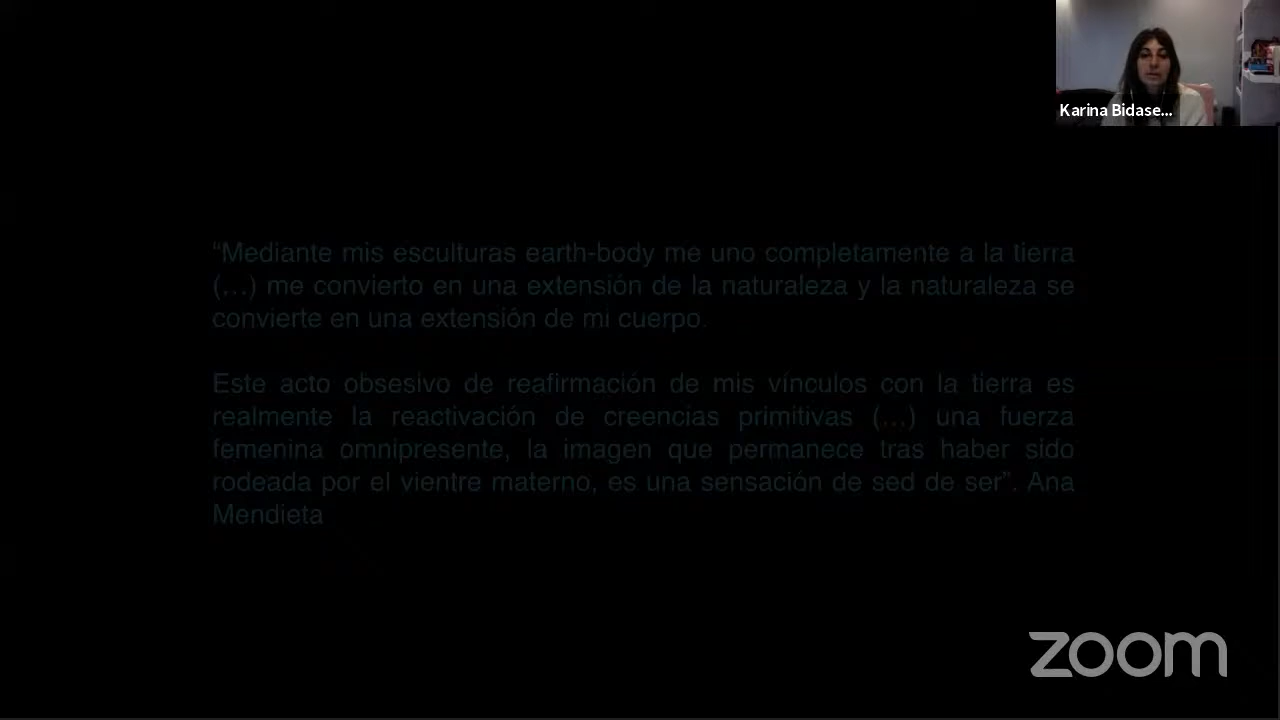 Karina Bidase...
“Mediante mis esculturas earth-body me uno completamente a la tierra
(...) me convierto en una extensión de la naturaleza y la naturaleza se
convierte en una extensión de mi cuerpo.
Este acto obsesivo de reafirmación de mis vínculos con la tierra es
realmente la reactivación de creencias primitivas (...) una fuerza
femenina omnipresente, la imagen que permanece tras haber sido
rodeada por el vientre materno, es una sensación de sed de ser”. Ana
Mendieta
zoom